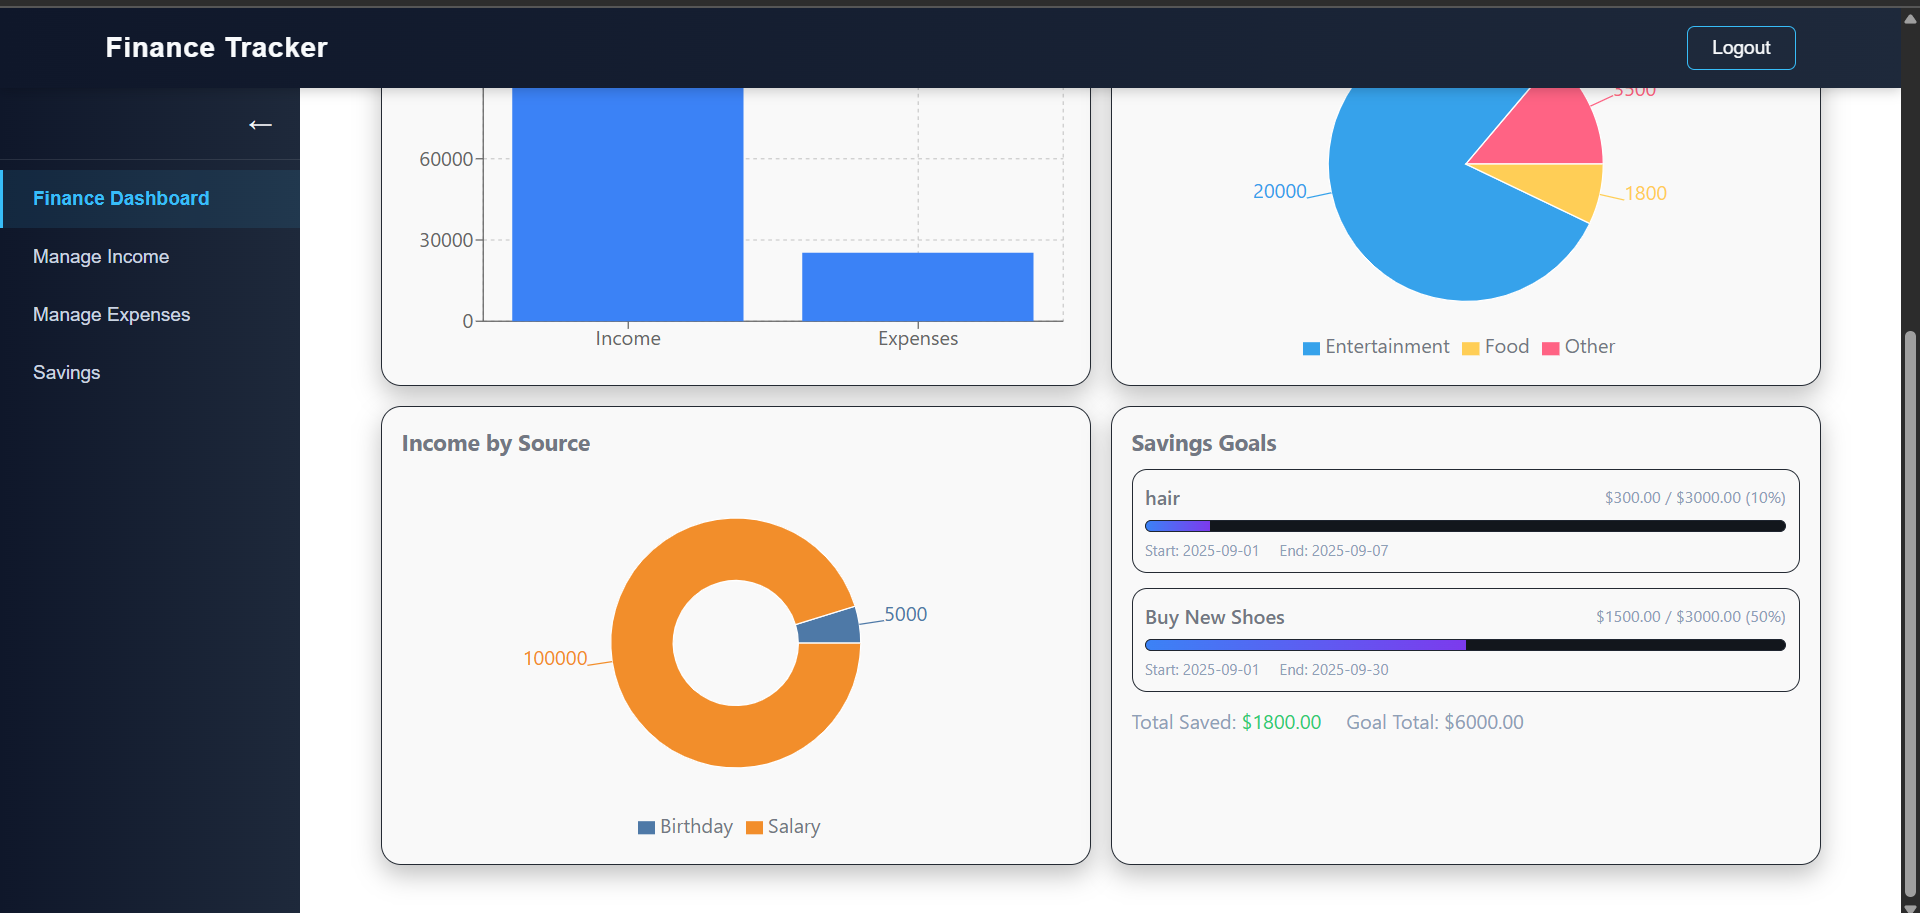 Finance Tracker
Logout
Finance Dashboard
Manage Income
Manage Expenses
Savings
60000
30000
0
Income Expenses
3500
20000
1800
Entertainment Food Other
Income by Source
5000
100000
Birthday Salary
Savings Goals
hair $300.00 / $3000.00 (10%)
Start: 2025-09-01 End: 2025-09-07
Buy New Shoes $1500.00 / $3000.00 (50%)
Start: 2025-09-01 End: 2025-09-30
Total Saved: $1800.00 Goal Total: $6000.00